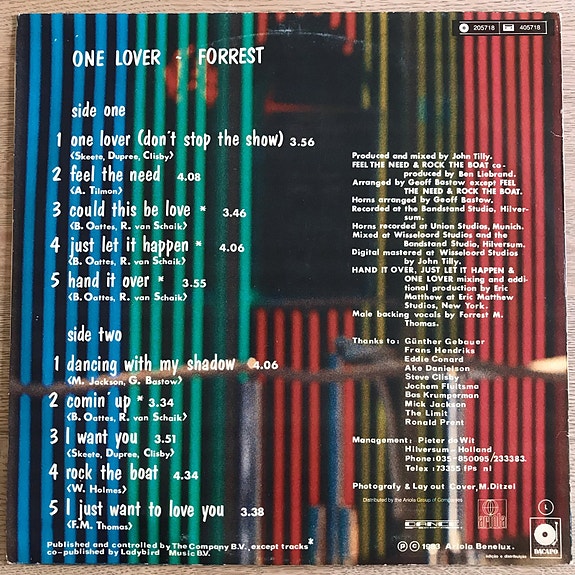 205718 405718
ONE LOVER - FORREST
side one
1 one lover (don't stop the show) 3.56
(Skeete, Dupree, Clisby)
2 feel the need 4.08
(A. Tilmon)
3 could this be love * 3.46
(B. Oattes, R. van Schaik)
4 just let it happen * 4.06
(B. Oattes, R. van Schaik)
5 hand it over * 3.55
(B. Oattes, R. van Schaik)
side two
1 dancing with my shadow 4.06
(M. Jackson, G. Bastow)
2 comin' up * 3.34
(B. Oattes, R. van Schaik)
3 I want you 3.51
(Skeete, Dupree, Clisby)
4 rock the boat 4.34
(W. Holmes)
5 I just want to love you 3.38
(F.M. Thomas)
Published and controlled by The Company B.V., except tracks*
co-published by Ladybird Music B.V.
Produced and mixed by John Tilly.
FEEL THE NEED & ROCK THE BOAT co-
produced by Ben Liebrand.
Arranged by Geoff Bastow except FEEL
THE NEED & ROCK THE BOAT.
Horns arranged by Geoff Bastow.
Recorded at the Bandstand Studio, Hilver-
sum.
Horns recorded at Union Studios, Munich.
Mixed at Wisseloord Studios and the
Bandstand Studio, Hilversum.
Digital mastered at Wisseloord Studios
by John Tilly.
HAND IT OVER, JUST LET IT HAPPEN &
ONE LOVER mixing and addi-
tional production by Eric
Matthew at Eric Matthew
Studios, New York.
Male backing vocals by Forrest M.
Thomas.
Thanks to: Günther Gebauer
Frans Hendriks
Eddie Conard
Ake Danielson
Steve Clisby
Jochem Fluitsma
Bas Krumperman
Mick Jackson
The Limit
Ronald Prent
Management: Pieter de Wit
Hilversum - Holland
Phone: 035-850095/233383.
Telex: 73355 fps nl
Photografy & Lay out Cover, M. Ditzel
Distributed by the Ariola Group of Companies
DANCE
ariola
L
DACAPO
P C 1983 Ariola Benelux.